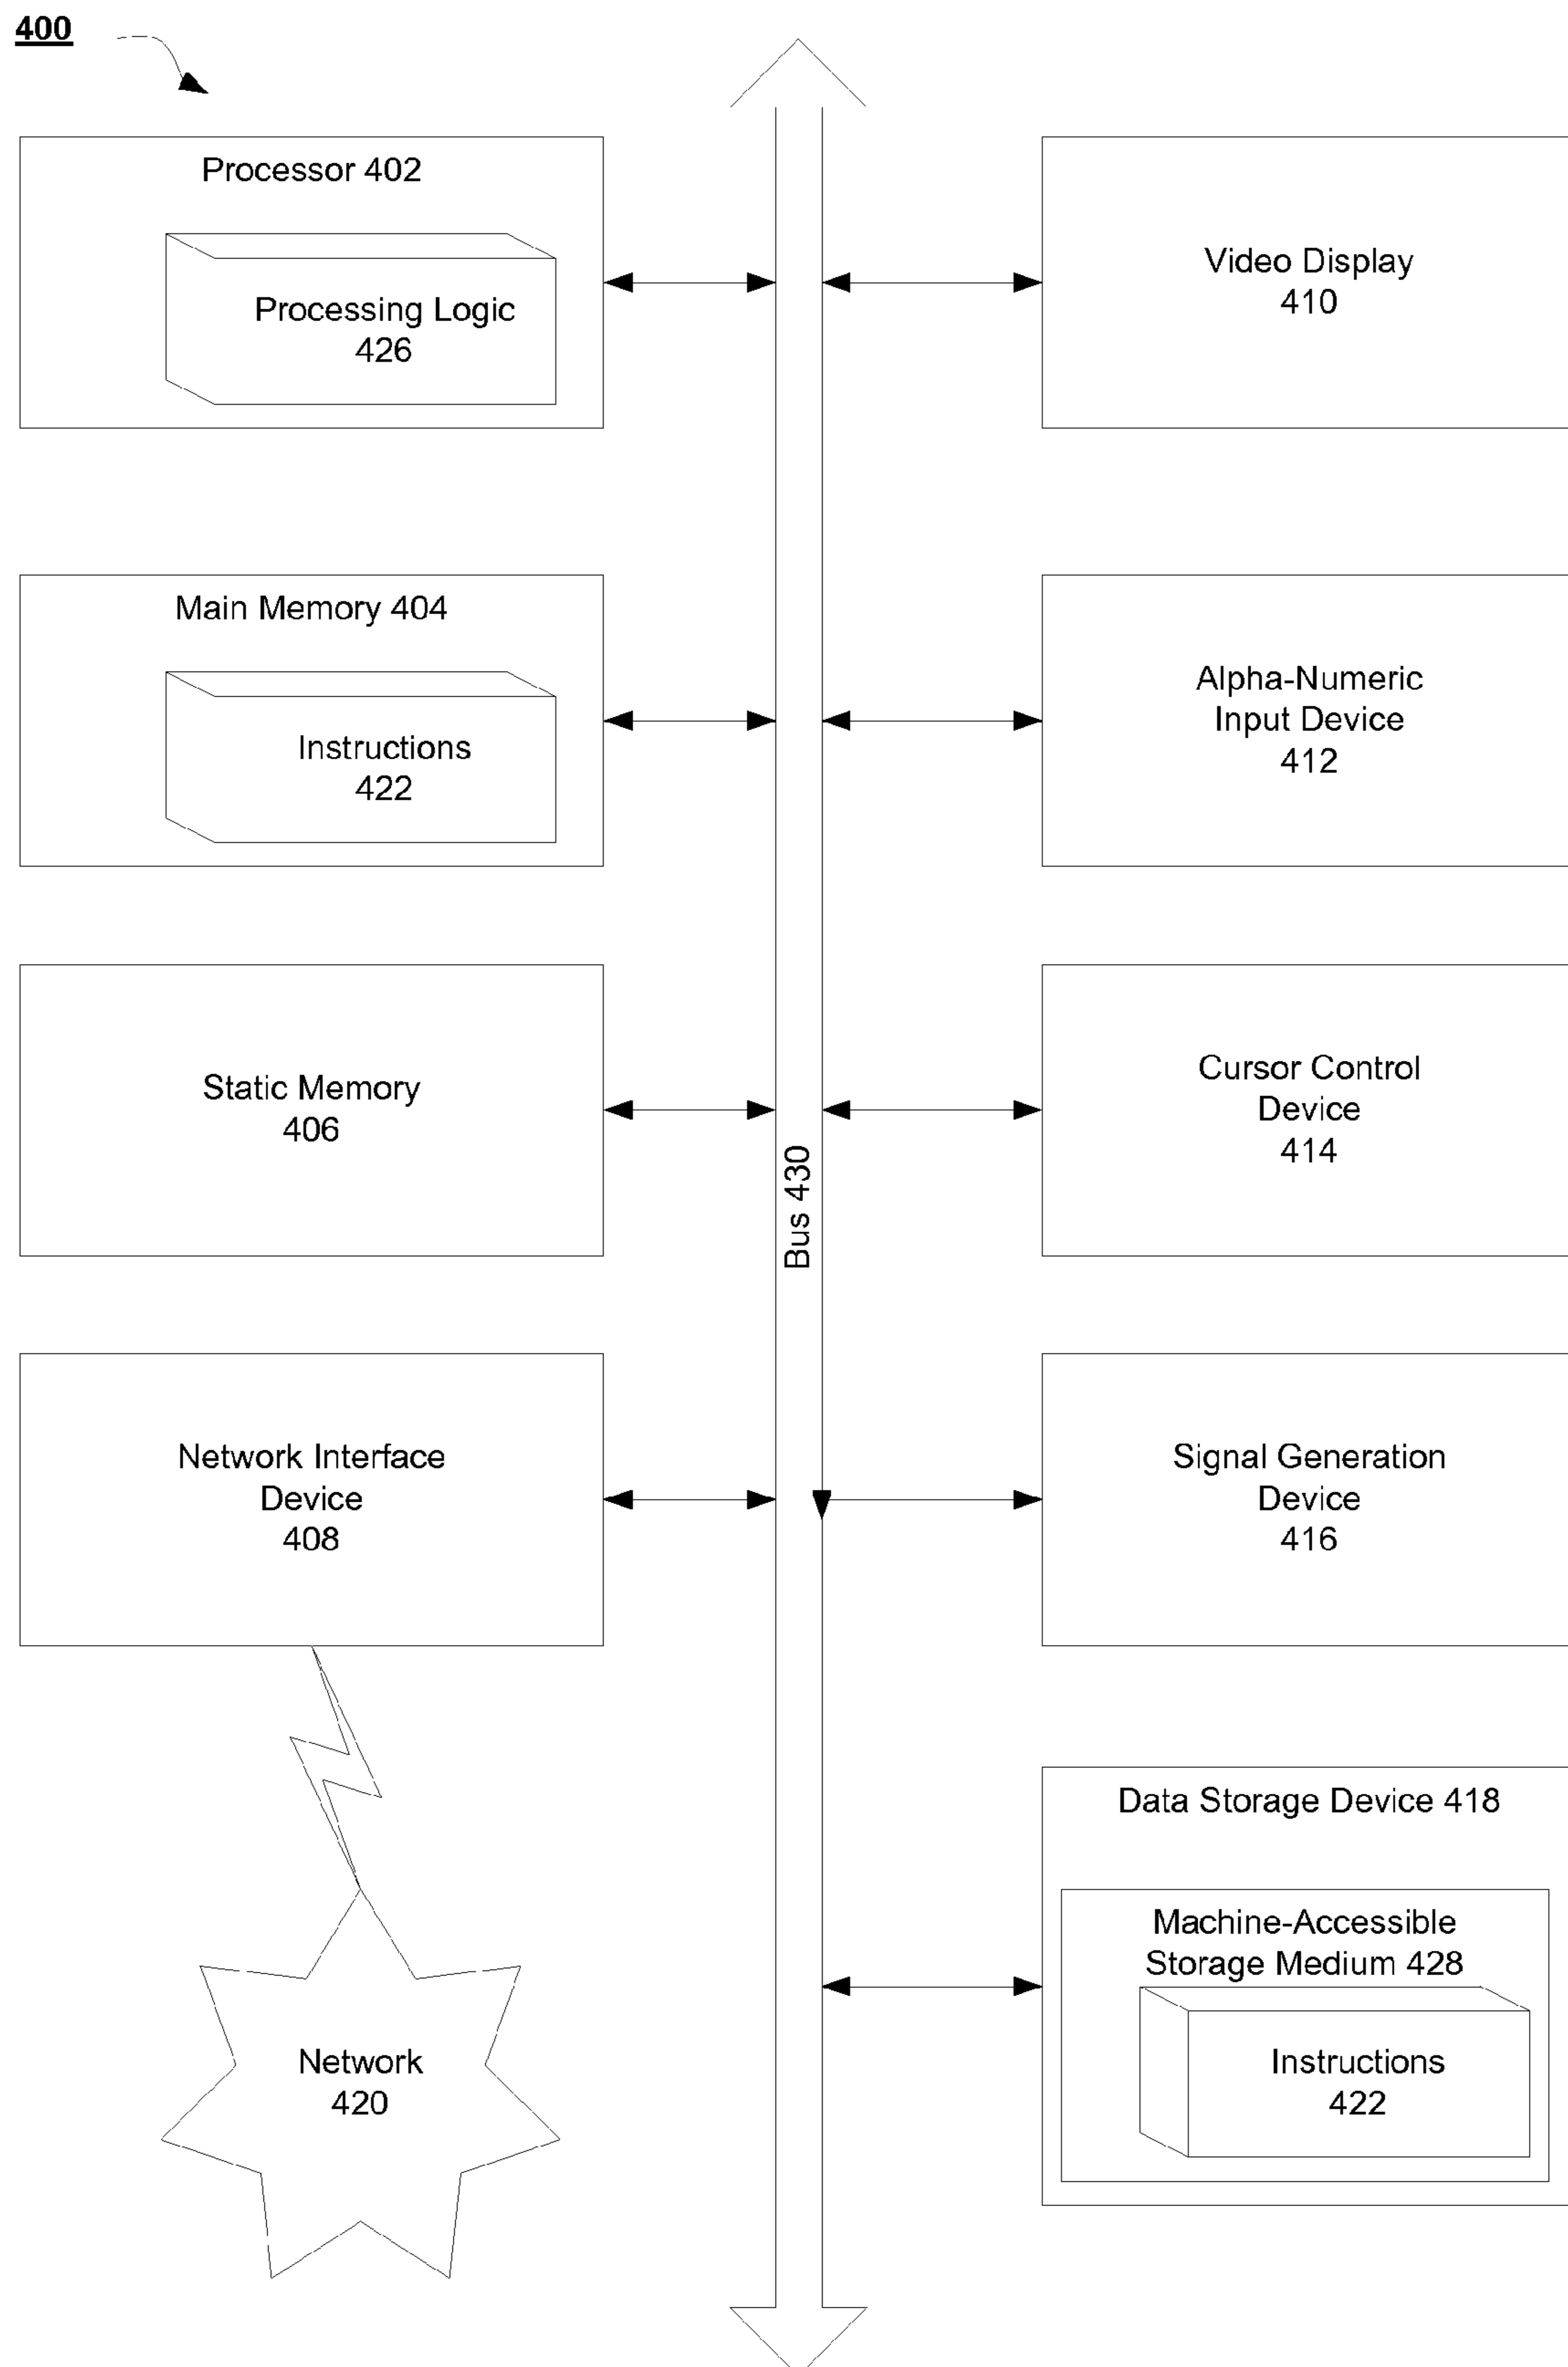 400
Processor 402
Processing Logic
426
Main Memory 404
Instructions
422
Static Memory
406
Network Interface
Device
408
Network
420
Bus 430
Video Display
410
Alpha-Numeric
Input Device
412
Cursor Control
Device
414
Signal Generation
Device
416
Data Storage Device 418
Machine-Accessible
Storage Medium 428
Instructions
422